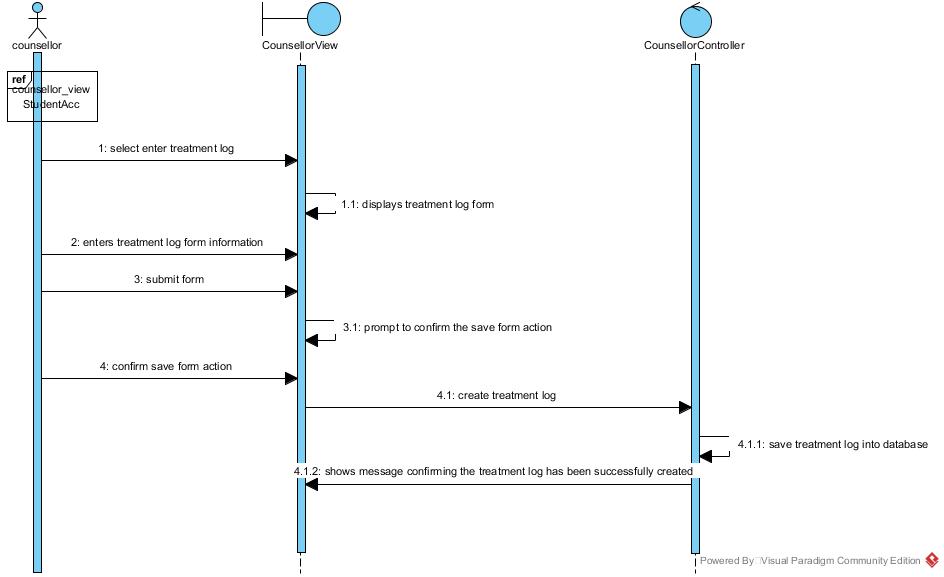 counsellor
CounsellorView
CounsellorController
ref
counsellor_view
StudentAcc
1: select enter treatment log
1.1: displays treatment log form
2: enters treatment log form information
3: submit form
3.1: prompt to confirm the save form action
4: confirm save form action
4.1: create treatment log
4.1.1: save treatment log into database
4.1.2: shows message confirming the treatment log has been successfully created
Powered By Visual Paradigm Community Edition